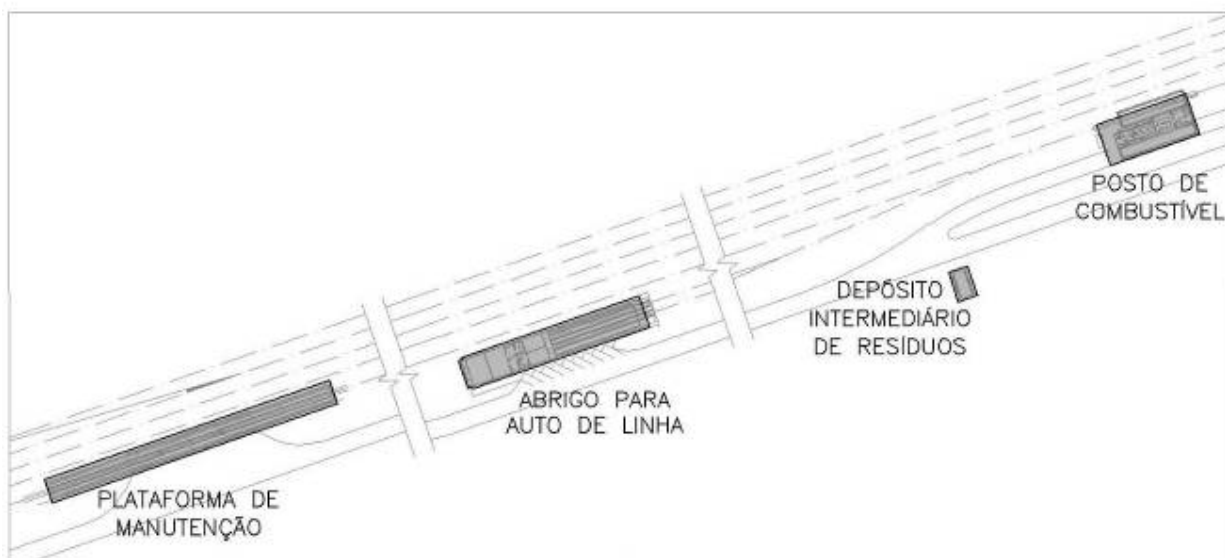 POSTO DE
COMBUSTÍVEL
DEPÓSITO
INTERMEDIÁRIO
DE RESÍDUOS
ABRIGO PARA
AUTO DE LINHA
PLATAFORMA DE
MANUTENÇÃO